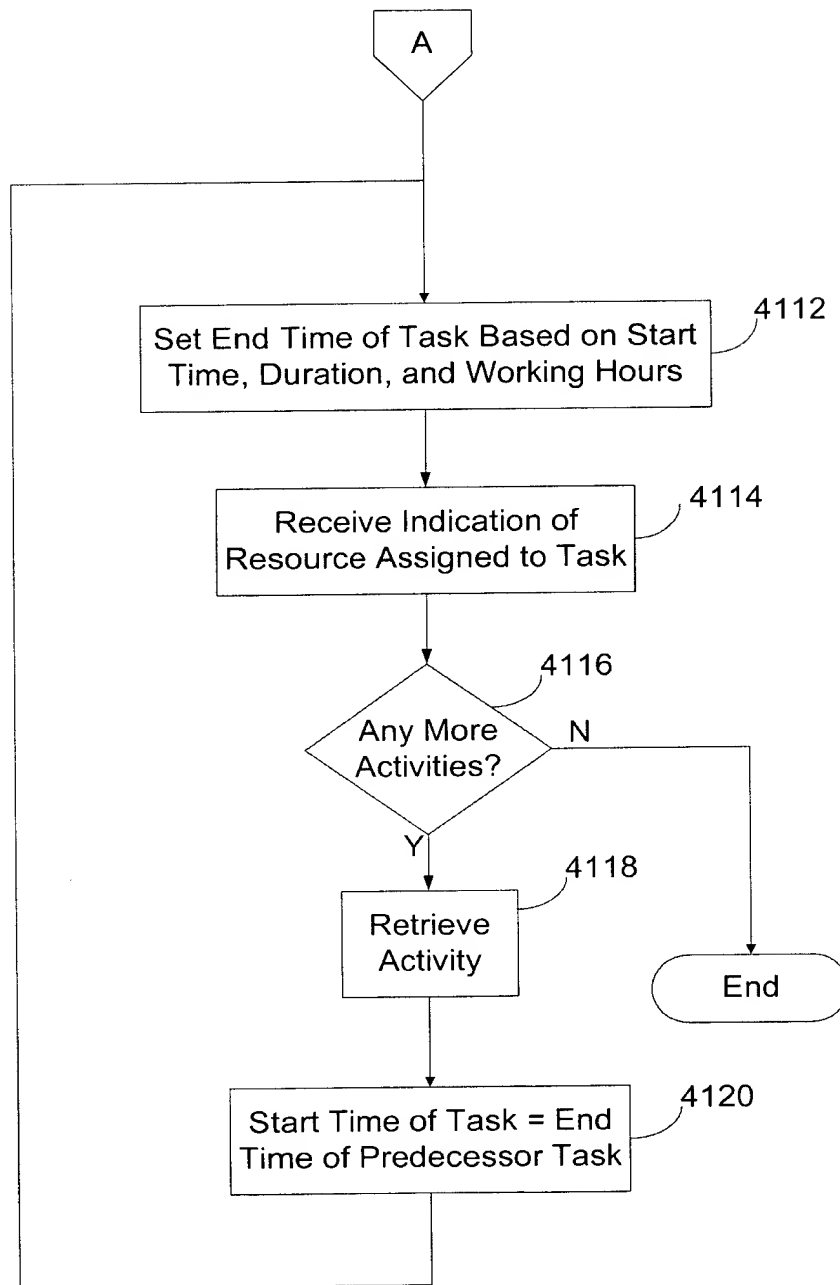 A
4112
Set End Time of Task Based on Start
Time, Duration, and Working Hours
4114
Receive Indication of
Resource Assigned to Task
4116
Any More
Activities?
N
Y
4118
Retrieve
Activity
End
4120
Start Time of Task = End
Time of Predecessor Task